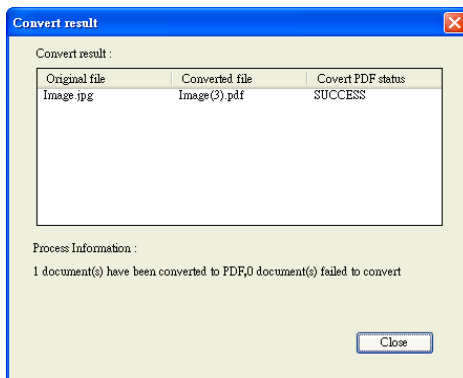 Convert result
Convert result :
Original file Converted file Covert PDF status
Image.jpg Image(3).pdf SUCCESS
Process Information :
1 document(s) have been converted to PDF,0 document(s) failed to convert
Close